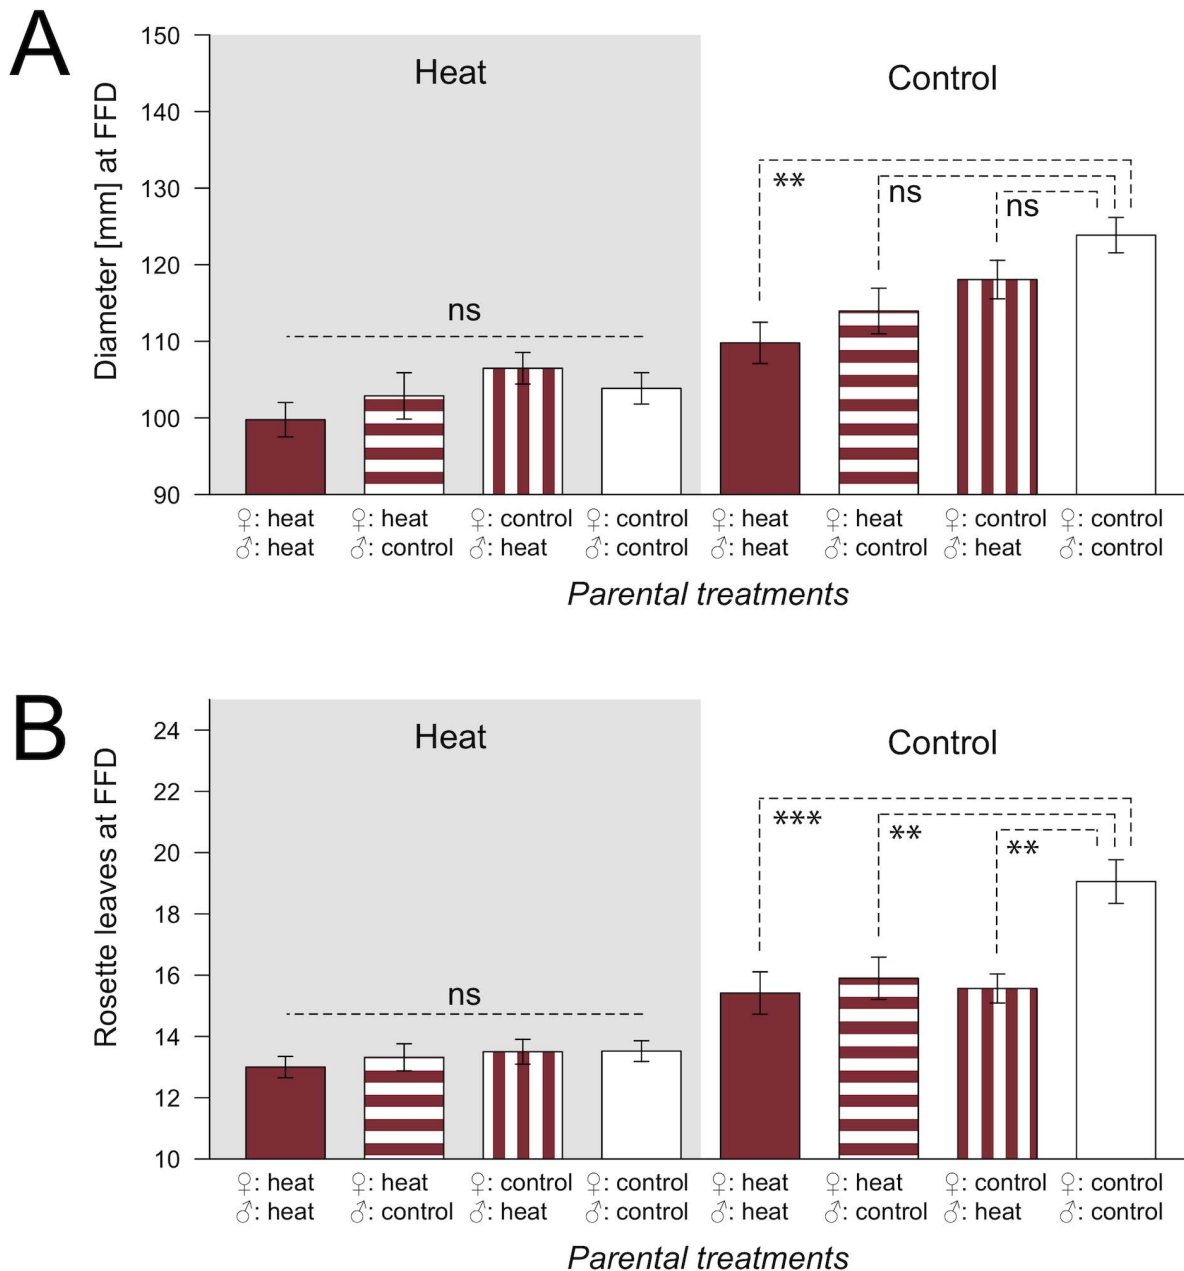 A
Diameter [mm] at FFD
150
140
130
120
110
100
90
Heat
Control
ns
**
ns
ns
♀: heat ♀: heat ♀: control ♀: control ♀: heat ♀: heat ♀: control ♀: control
♂: heat ♂: control ♂: heat ♂: control ♂: heat ♂: control ♂: heat ♂: control
Parental treatments
B
Rosette leaves at FFD
24
22
20
18
16
14
12
10
Heat
Control
ns
***
**
**
♀: heat ♀: heat ♀: control ♀: control ♀: heat ♀: heat ♀: control ♀: control
♂: heat ♂: control ♂: heat ♂: control ♂: heat ♂: control ♂: heat ♂: control
Parental treatments